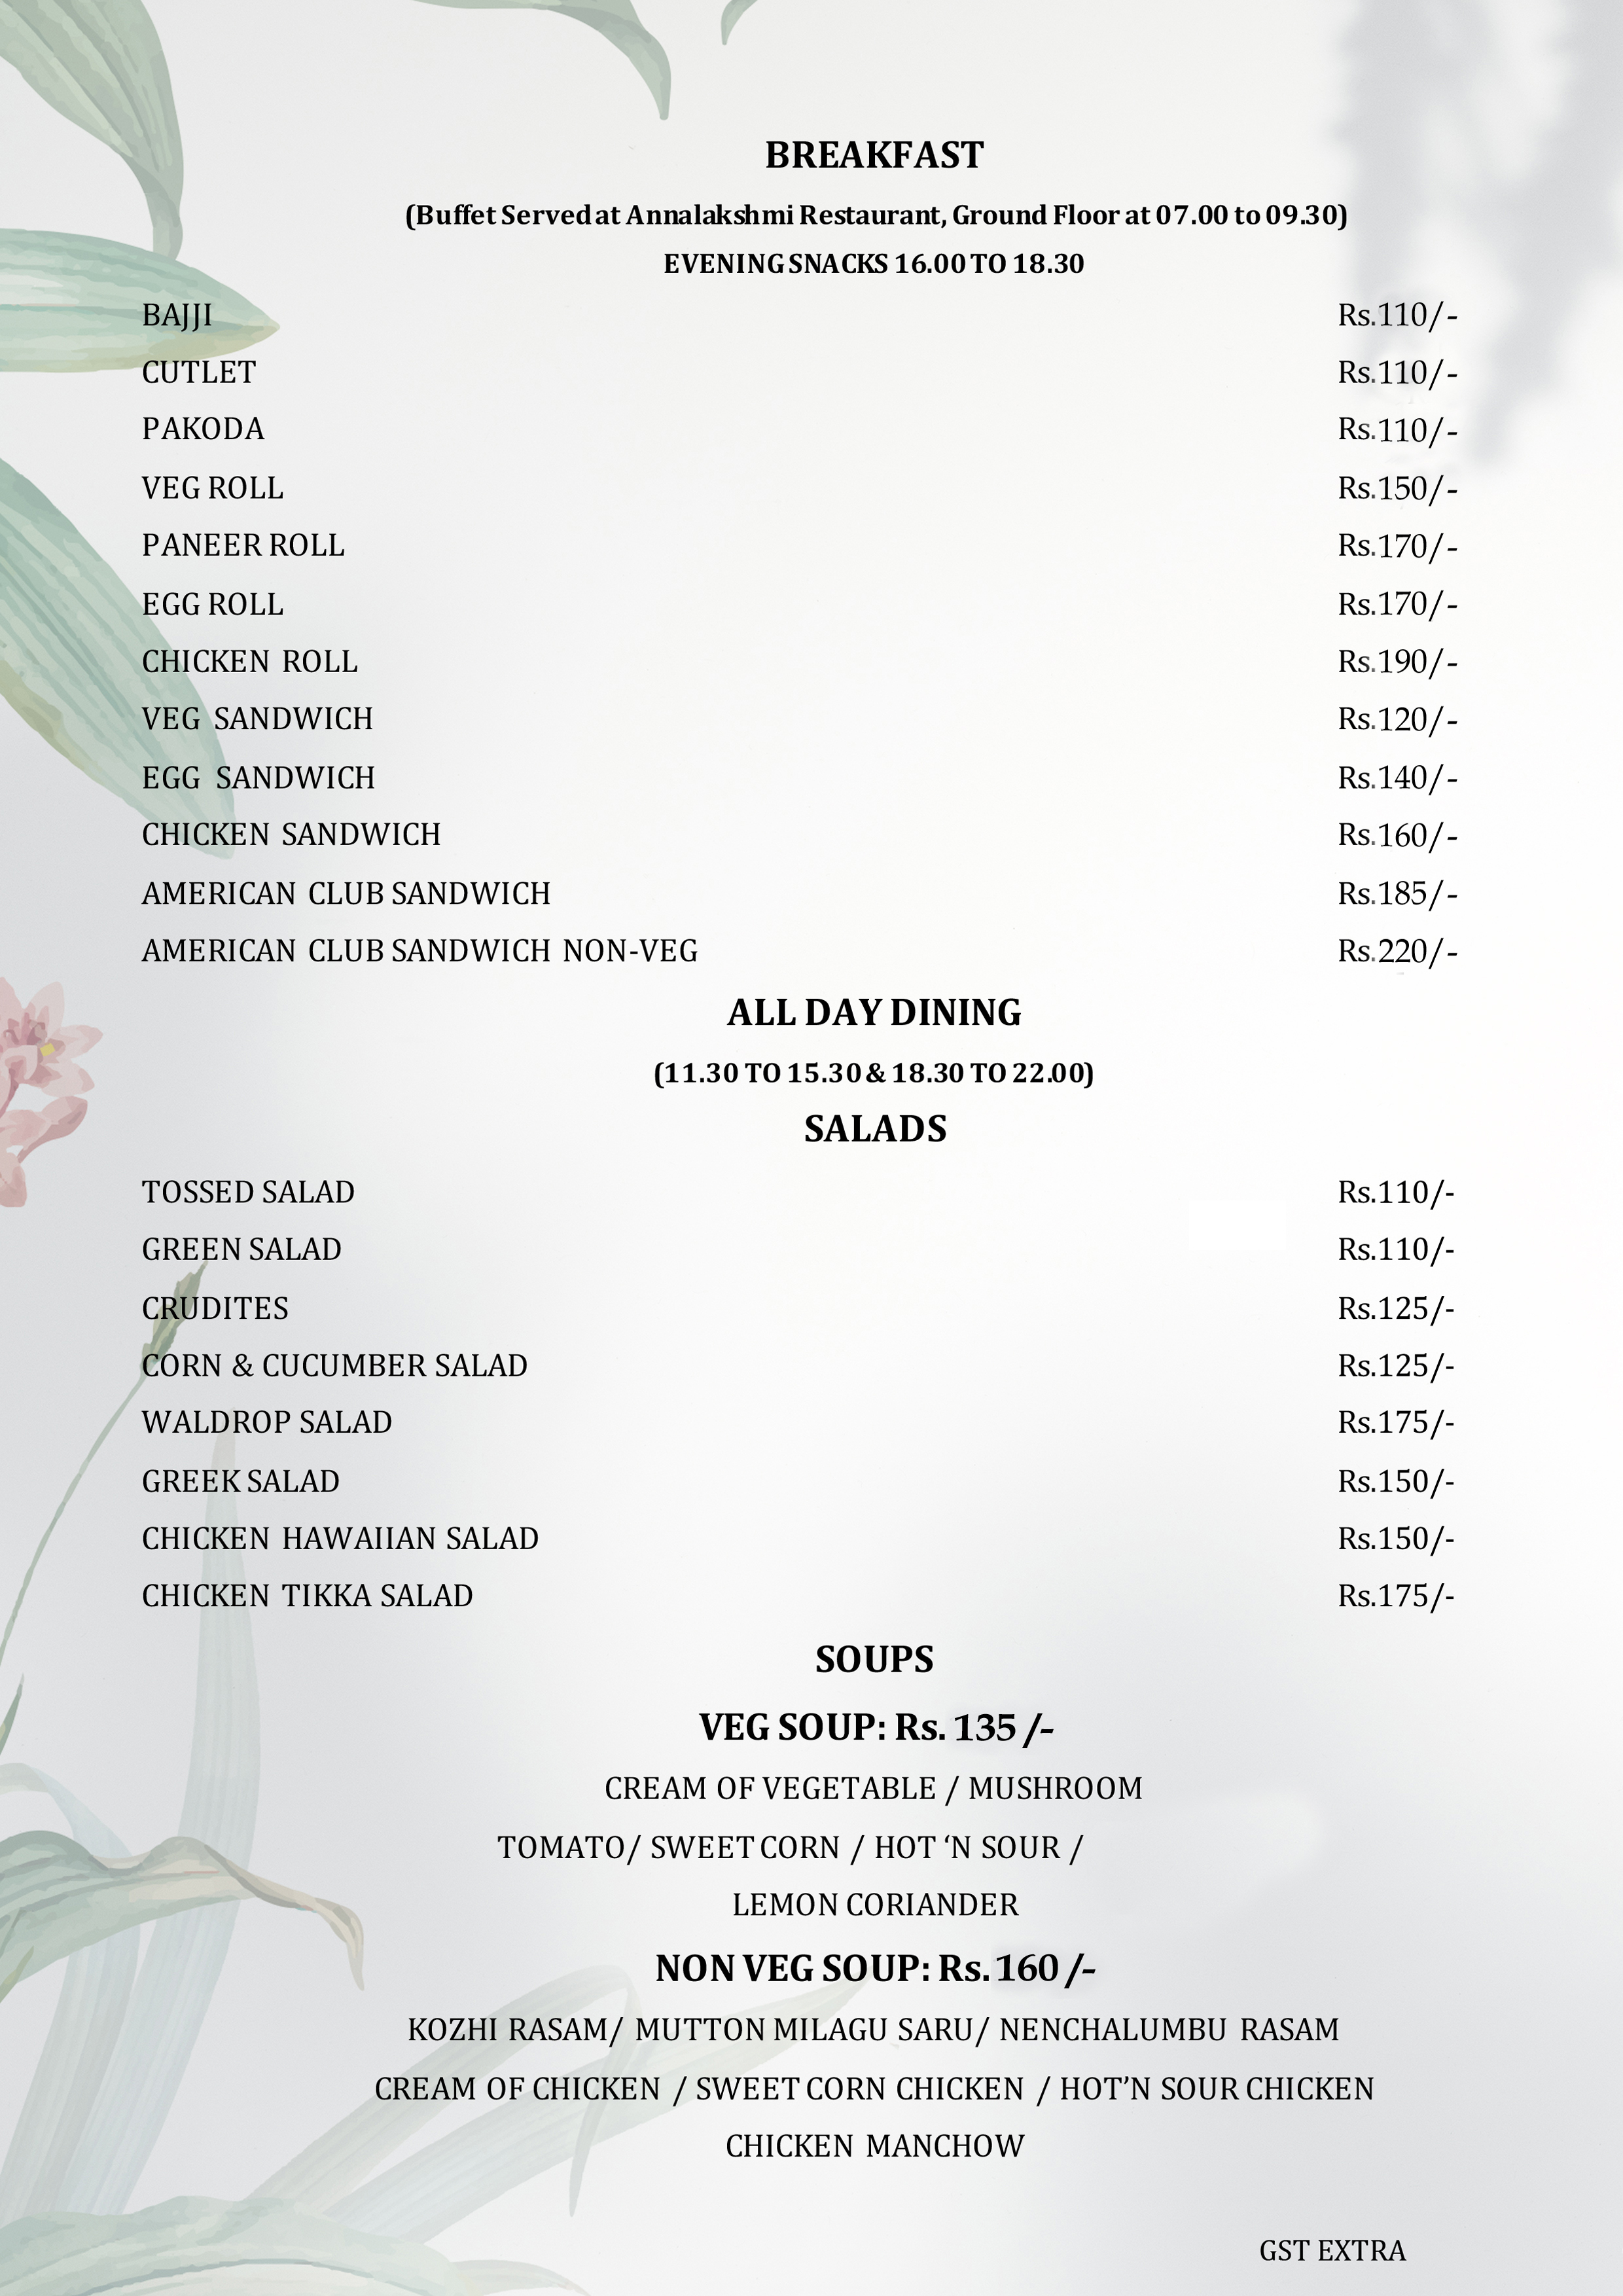 BREAKFAST
(Buffet Served at Annalakshmi Restaurant, Ground Floor at 07.00 to 09.30)
EVENING SNACKS 16.00 TO 18.30
BAJJI Rs.110/-
CUTLET Rs.110/-
PAKODA Rs.110/-
VEG ROLL Rs.150/-
PANEER ROLL Rs.170/-
EGG ROLL Rs.170/-
CHICKEN ROLL Rs.190/-
VEG SANDWICH Rs.120/-
EGG SANDWICH Rs.140/-
CHICKEN SANDWICH Rs.160/-
AMERICAN CLUB SANDWICH Rs.185/-
AMERICAN CLUB SANDWICH NON-VEG Rs.220/-
ALL DAY DINING
(11.30 TO 15.30 & 18.30 TO 22.00)
SALADS
TOSSED SALAD Rs.110/-
GREEN SALAD Rs.110/-
CRUDITES Rs.125/-
CORN & CUCUMBER SALAD Rs.125/-
WALDROP SALAD Rs.175/-
GREEK SALAD Rs.150/-
CHICKEN HAWAIIAN SALAD Rs.150/-
CHICKEN TIKKA SALAD Rs.175/-
SOUPS
VEG SOUP: Rs. 135 /-
CREAM OF VEGETABLE / MUSHROOM
TOMATO/ SWEET CORN / HOT ‘N SOUR /
LEMON CORIANDER
NON VEG SOUP: Rs. 160 /-
KOZHI RASAM/ MUTTON MILAGU SARU/ NENCHALUMBU RASAM
CREAM OF CHICKEN / SWEET CORN CHICKEN / HOT’N SOUR CHICKEN
CHICKEN MANCHOW
GST EXTRA